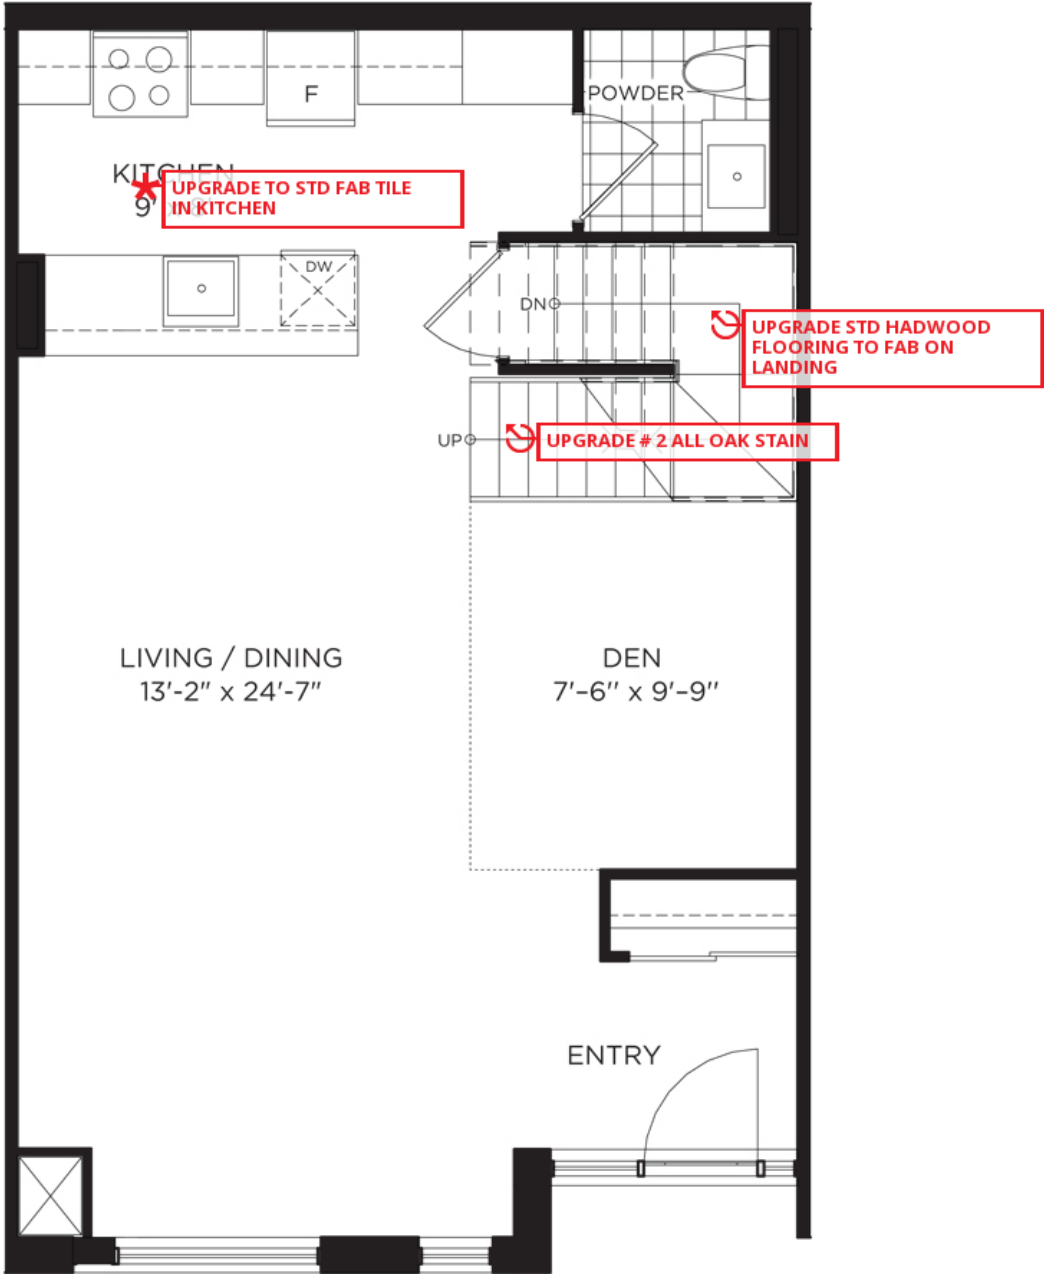 F
POWDER
KITCHEN
UPGRADE TO STD FAB TILE
IN KITCHEN
9'
DW
DN
UPGRADE STD HADWOOD
FLOORING TO FAB ON
LANDING
UP
UPGRADE # 2 ALL OAK STAIN
LIVING / DINING
13'-2" x 24'-7"
DEN
7'-6" x 9'-9"
ENTRY